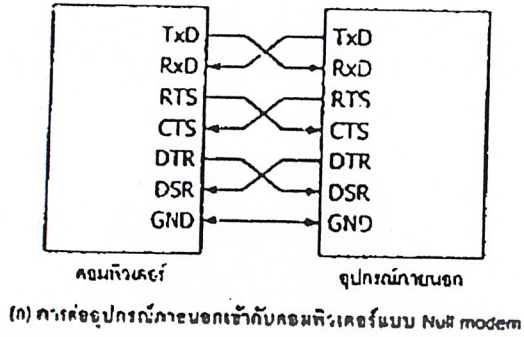 TxD TxD
RxD RxD
RTS RTS
CTS CTS
DTR DTR
DSR DSR
GND GND
คอมพิวเตอร์ อุปกรณ์ภายนอก
(ก) การต่ออุปกรณ์ภายนอกเข้ากับคอมพิวเตอร์แบบ Null modem